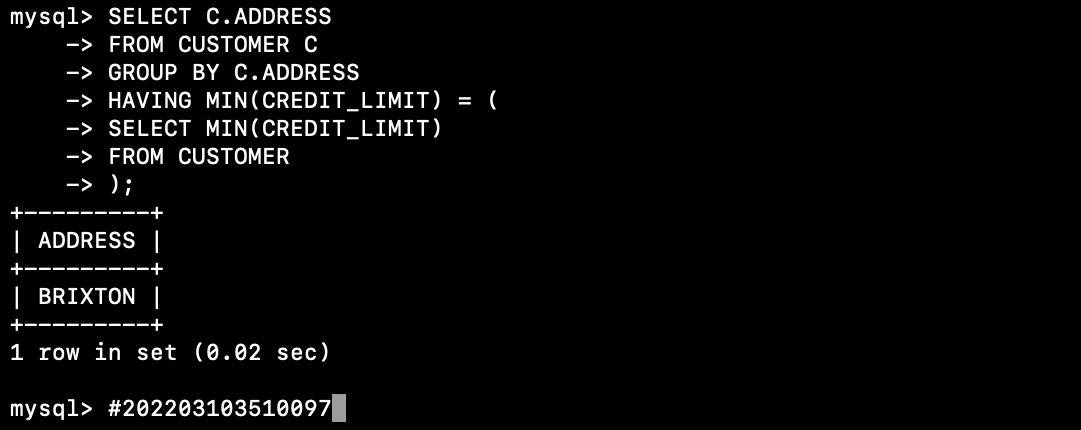 mysql> SELECT C.ADDRESS
    -> FROM CUSTOMER C
    -> GROUP BY C.ADDRESS
    -> HAVING MIN(CREDIT_LIMIT) = (
    -> SELECT MIN(CREDIT_LIMIT)
    -> FROM CUSTOMER
    -> );
+---------+
| ADDRESS |
+---------+
| BRIXTON |
+---------+
1 row in set (0.02 sec)

mysql> #202203103510097